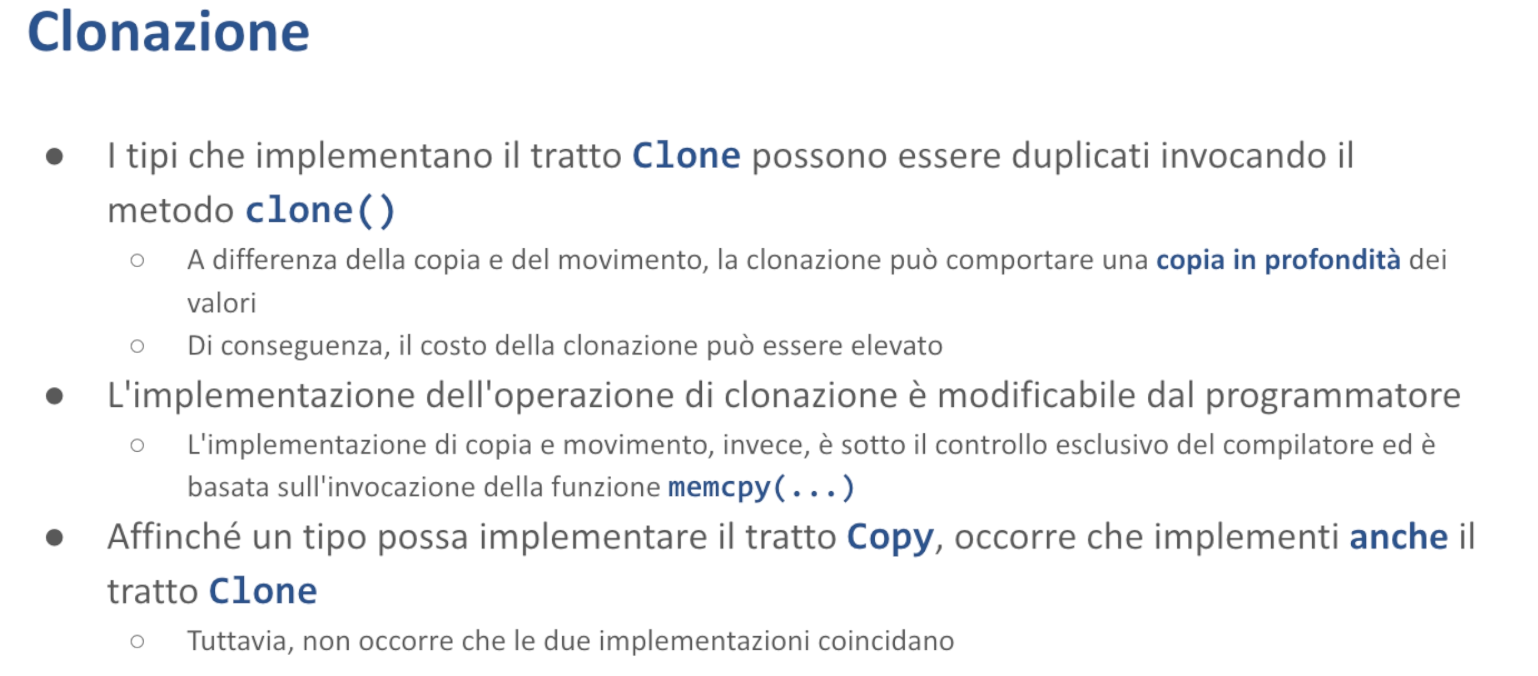 Clonazione
● I tipi che implementano il tratto Clone possono essere duplicati invocando il
metodo clone()
○ A differenza della copia e del movimento, la clonazione può comportare una copia in profondità dei
valori
○ Di conseguenza, il costo della clonazione può essere elevato
● L'implementazione dell'operazione di clonazione è modificabile dal programmatore
○ L'implementazione di copia e movimento, invece, è sotto il controllo esclusivo del compilatore ed è
basata sull'invocazione della funzione memcpy(...)
● Affinché un tipo possa implementare il tratto Copy, occorre che implementi anche il
tratto Clone
○ Tuttavia, non occorre che le due implementazioni coincidano